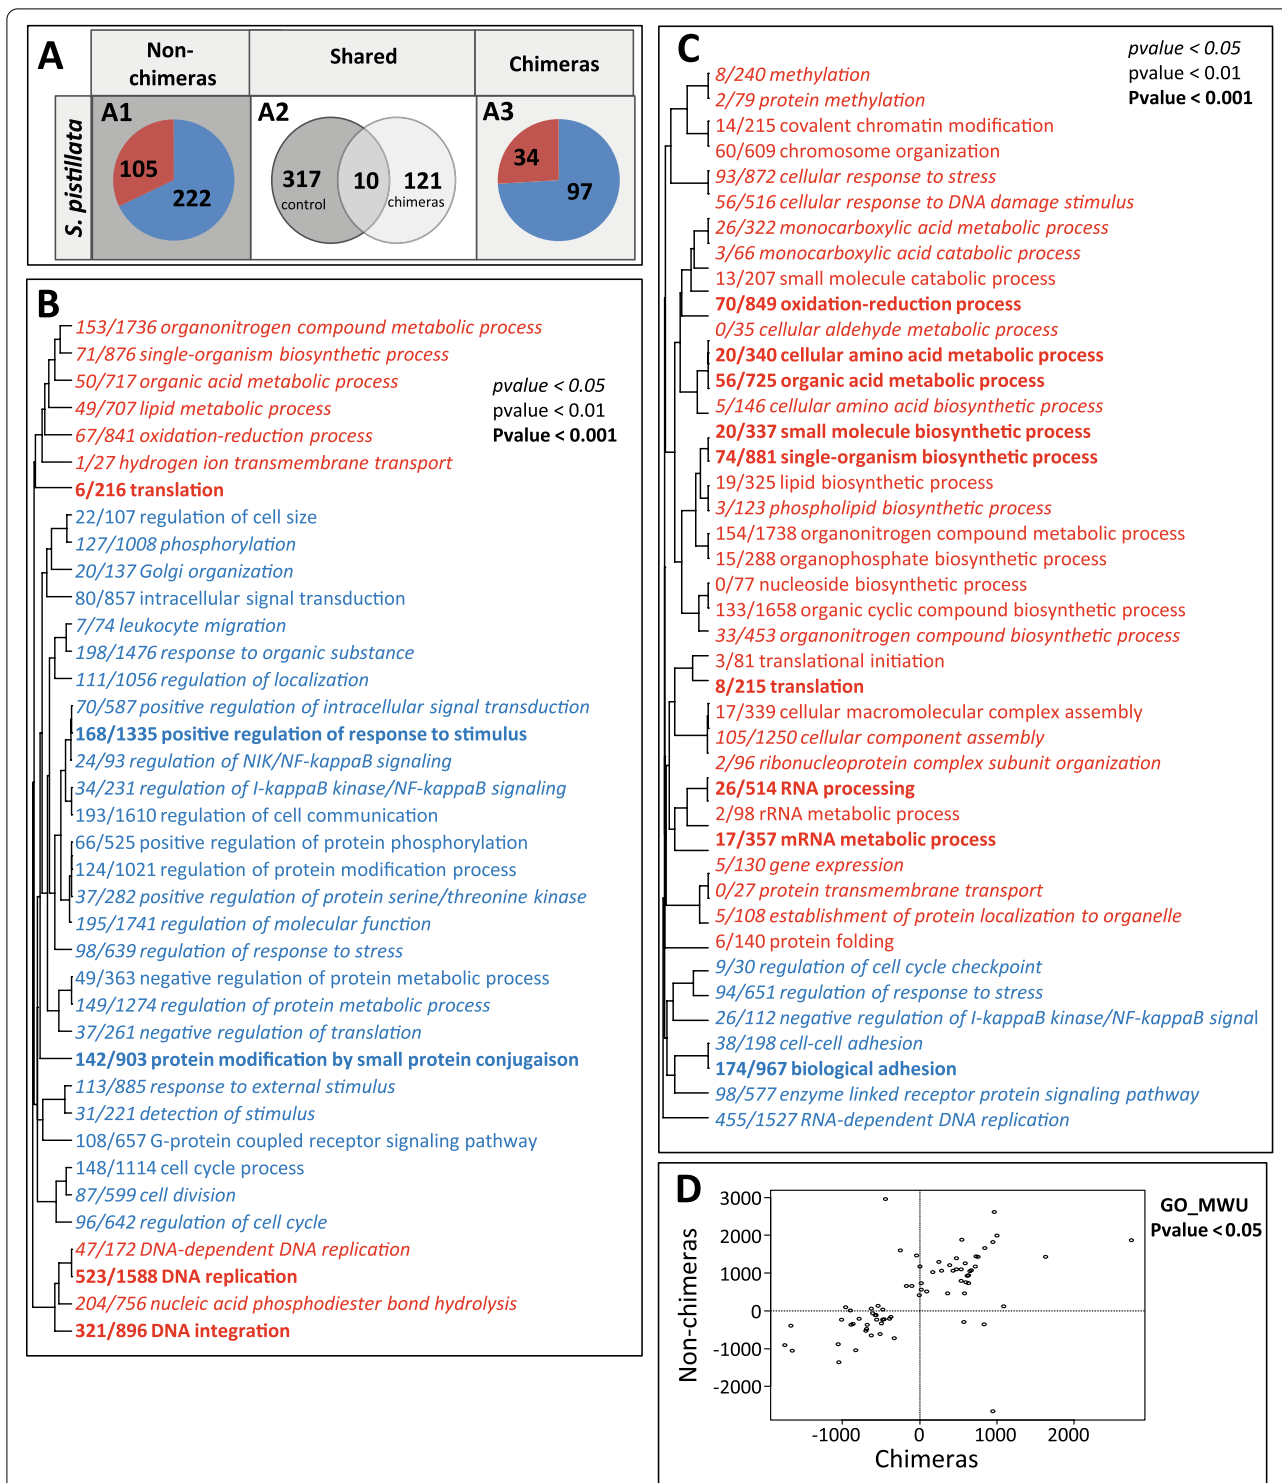 A
Non-
chimeras
Shared
Chimeras
S. pistillata
A1
105
222
A2
317
control
10
121
chimeras
A3
34
97
B
153/1736 organonitrogen compound metabolic process
71/876 single-organism biosynthetic process
50/717 organic acid metabolic process
49/707 lipid metabolic process
67/841 oxidation-reduction process
1/27 hydrogen ion transmembrane transport
6/216 translation
22/107 regulation of cell size
127/1008 phosphorylation
20/137 Golgi organization
80/857 intracellular signal transduction
7/74 leukocyte migration
198/1476 response to organic substance
111/1056 regulation of localization
70/587 positive regulation of intracellular signal transduction
168/1335 positive regulation of response to stimulus
24/93 regulation of NIK/NF-kappaB signaling
34/231 regulation of I-kappaB kinase/NF-kappaB signaling
193/1610 regulation of cell communication
66/525 positive regulation of protein phosphorylation
124/1021 regulation of protein modification process
37/282 positive regulation of protein serine/threonine kinase
195/1741 regulation of molecular function
98/639 regulation of response to stress
49/363 negative regulation of protein metabolic process
149/1274 regulation of protein metabolic process
37/261 negative regulation of translation
142/903 protein modification by small protein conjugaison
113/885 response to external stimulus
31/221 detection of stimulus
108/657 G-protein coupled receptor signaling pathway
148/1114 cell cycle process
87/599 cell division
96/642 regulation of cell cycle
47/172 DNA-dependent DNA replication
523/1588 DNA replication
204/756 nucleic acid phosphodiester bond hydrolysis
321/896 DNA integration
pvalue < 0.05
pvalue < 0.01
Pvalue < 0.001
C
pvalue < 0.05
pvalue < 0.01
Pvalue < 0.001
8/240 methylation
2/79 protein methylation
14/215 covalent chromatin modification
60/609 chromosome organization
93/872 cellular response to stress
56/516 cellular response to DNA damage stimulus
26/322 monocarboxylic acid metabolic process
3/66 monocarboxylic acid catabolic process
13/207 small molecule catabolic process
70/849 oxidation-reduction process
0/35 cellular aldehyde metabolic process
20/340 cellular amino acid metabolic process
56/725 organic acid metabolic process
5/146 cellular amino acid biosynthetic process
20/337 small molecule biosynthetic process
74/881 single-organism biosynthetic process
19/325 lipid biosynthetic process
3/123 phospholipid biosynthetic process
154/1738 organonitrogen compound metabolic process
15/288 organophosphate biosynthetic process
0/77 nucleoside biosynthetic process
133/1658 organic cyclic compound biosynthetic process
33/453 organonitrogen compound biosynthetic process
3/81 translational initiation
8/215 translation
17/339 cellular macromolecular complex assembly
105/1250 cellular component assembly
2/96 ribonucleoprotein complex subunit organization
26/514 RNA processing
2/98 rRNA metabolic process
17/357 mRNA metabolic process
5/130 gene expression
0/27 protein transmembrane transport
5/108 establishment of protein localization to organelle
6/140 protein folding
9/30 regulation of cell cycle checkpoint
94/651 regulation of response to stress
26/112 negative regulation of I-kappaB kinase/NF-kappaB signal
38/198 cell-cell adhesion
174/967 biological adhesion
98/577 enzyme linked receptor protein signaling pathway
455/1527 RNA-dependent DNA replication
D
GO_MWU
Pvalue < 0.05
Non-chimeras
3000
2000
1000
0
-1000
-2000
-1000
0
1000
2000
Chimeras